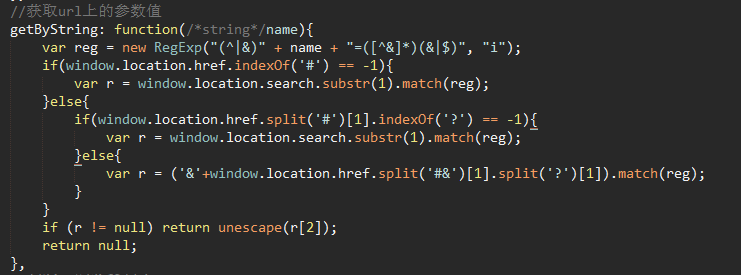 //获取url上的参数值
getByString: function(/*string*/name){
var reg = new RegExp("(^|&)" + name + "=([^&]*)(&|$)", "i");
if(window.location.href.indexOf('#') == -1){
var r = window.location.search.substr(1).match(reg);
}else{
if(window.location.href.split('#')[1].indexOf('?') == -1){
var r = window.location.search.substr(1).match(reg);
}else{
var r = ('&'+window.location.href.split('#&')[1].split('?')[1]).match(reg);
}
}
if (r != null) return unescape(r[2]);
return null;
},